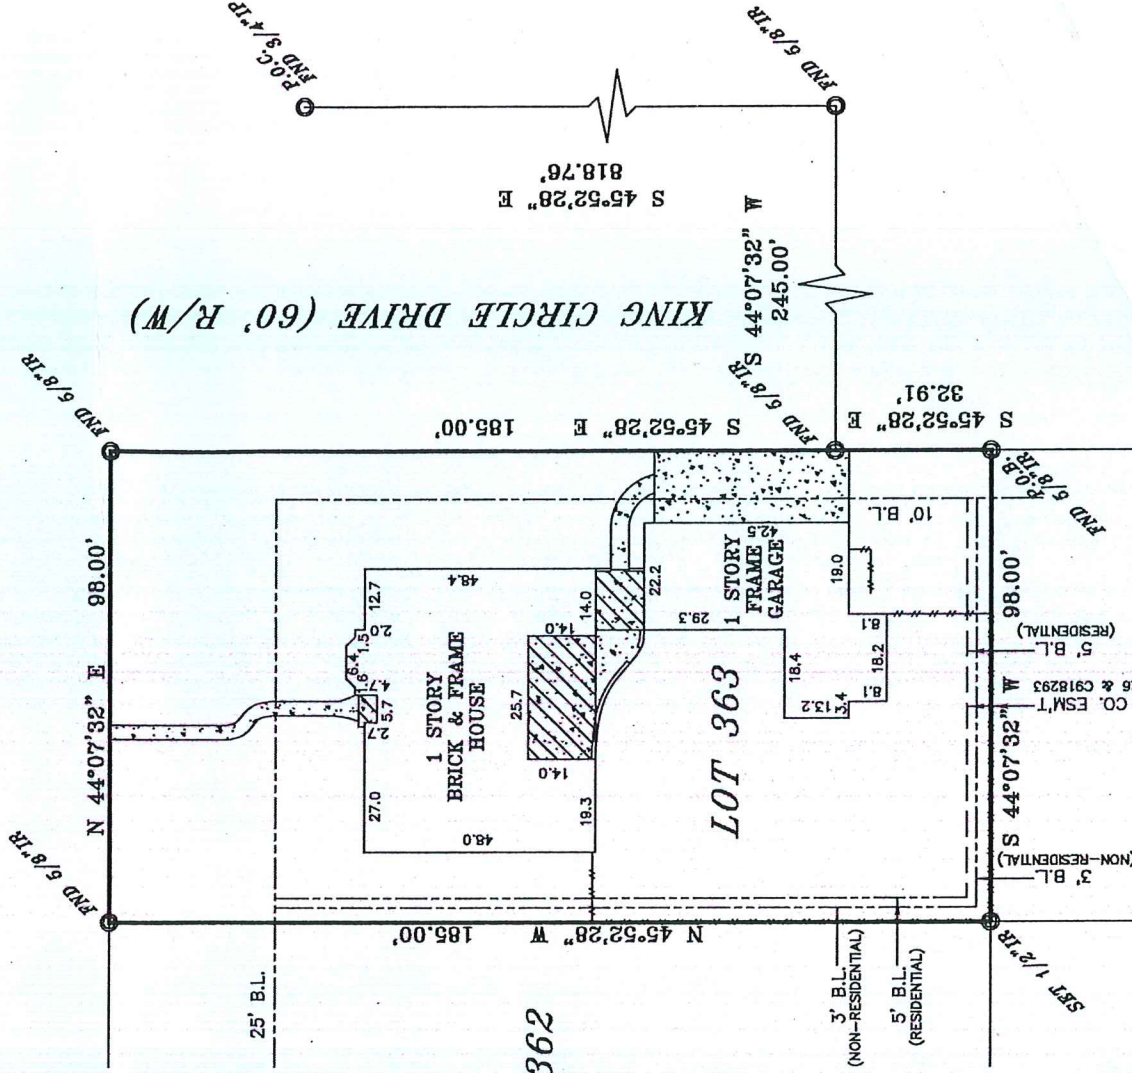 P.O.C.
FND 3/4"IP
FND 5/8"IR
S 45°52'28" E
818.76'
KING CIRCLE DRIVE (60' R/W)
S 44°07'32" W
245.00'
FND 5/8"IR
FND 5/8"IR
S 45°52'28" E
32.91'
S 45°52'28" E 185.00'
P.O.B.
FND 5/8"IR
N 44°07'32" E 98.00'
FND 5/8"IR
25' B.L.
10' B.L.
12.7
48.4
2.0
1.5
6.4
4.7
5.7
2.7
27.0
48.0
1 STORY
BRICK & FRAME
HOUSE
14.0
25.7
14.0
14.0
19.3
22.2
42.5
29.3
1 STORY
FRAME
GARAGE
19.0
8.1
18.4
18.2
8.1
13.2
LOT 363
362
N 45°52'28" W 185.00'
S 44°07'32" W 98.00'
5' B.L.
(RESIDENTIAL)
6 & C918293
CO. ESM'T
3' B.L.
(NON-RESIDENTIAL)
3' B.L.
(NON-RESIDENTIAL)
5' B.L.
(RESIDENTIAL)
SET 1/2"IR